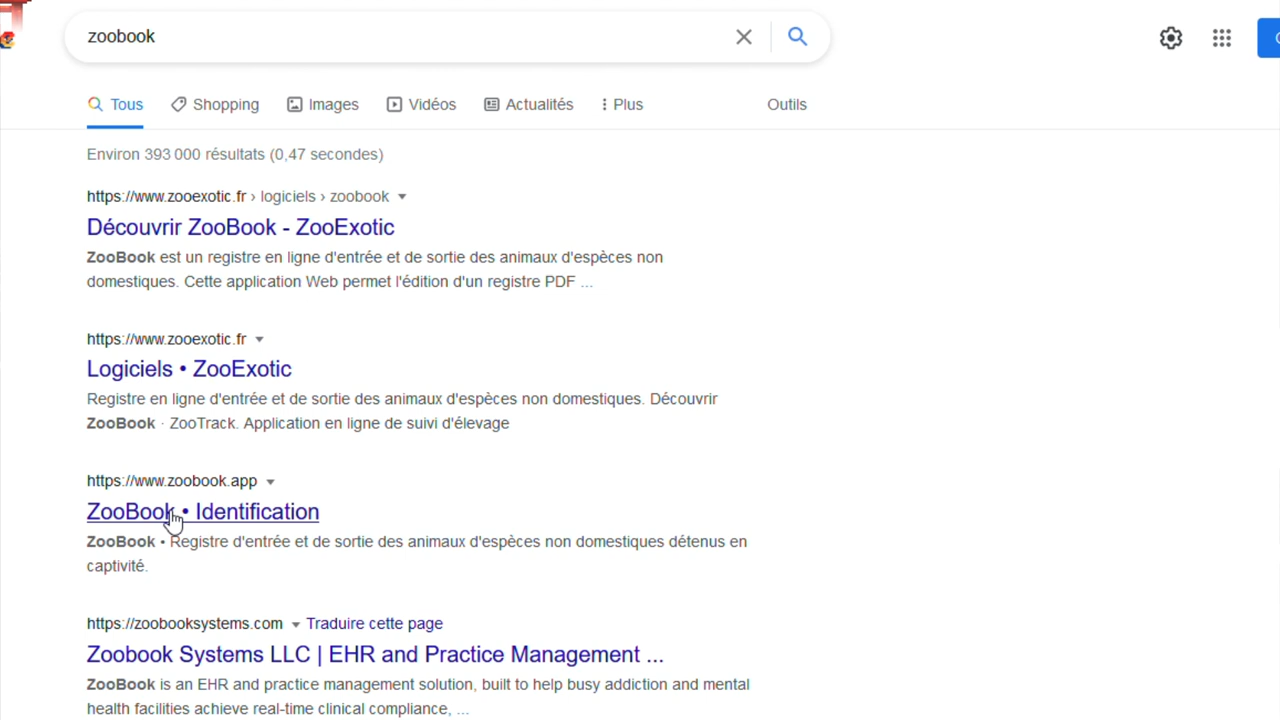 zoobook
Tous Shopping Images Vidéos Actualités Plus Outils
Environ 393 000 résultats (0,47 secondes)
https://www.zooexotic.fr › logiciels › zoobook
Découvrir ZooBook - ZooExotic
ZooBook est un registre en ligne d'entrée et de sortie des animaux d'espèces non
domestiques. Cette application Web permet l'édition d'un registre PDF ...
https://www.zooexotic.fr
Logiciels • ZooExotic
Registre en ligne d'entrée et de sortie des animaux d'espèces non domestiques. Découvrir
ZooBook · ZooTrack. Application en ligne de suivi d'élevage
https://www.zoobook.app
ZooBook • Identification
ZooBook • Registre d'entrée et de sortie des animaux d'espèces non domestiques détenus en
captivité.
https://zoobooksystems.com Traduire cette page
Zoobook Systems LLC | EHR and Practice Management ...
ZooBook is an EHR and practice management solution, built to help busy addiction and mental
health facilities achieve real-time clinical compliance, ...